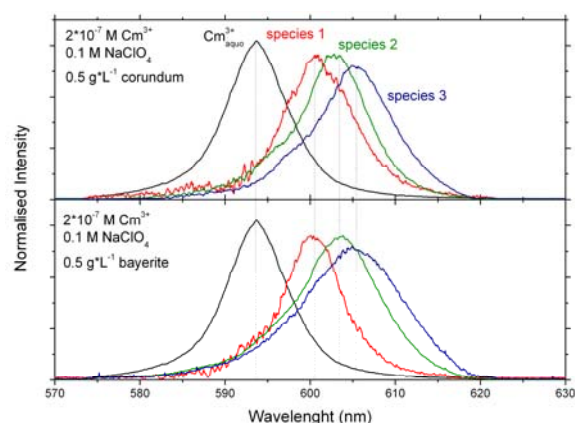 2*10⁻⁷ M Cm³⁺
0.1 M NaClO₄
0.5 g*L⁻¹ corundum
Cm³⁺aquo
species 1
species 2
species 3
2*10⁻⁷ M Cm³⁺
0.1 M NaClO₄
0.5 g*L⁻¹ bayerite
Normalised Intensity
570 580 590 600 610 620 630
Wavelenght (nm)